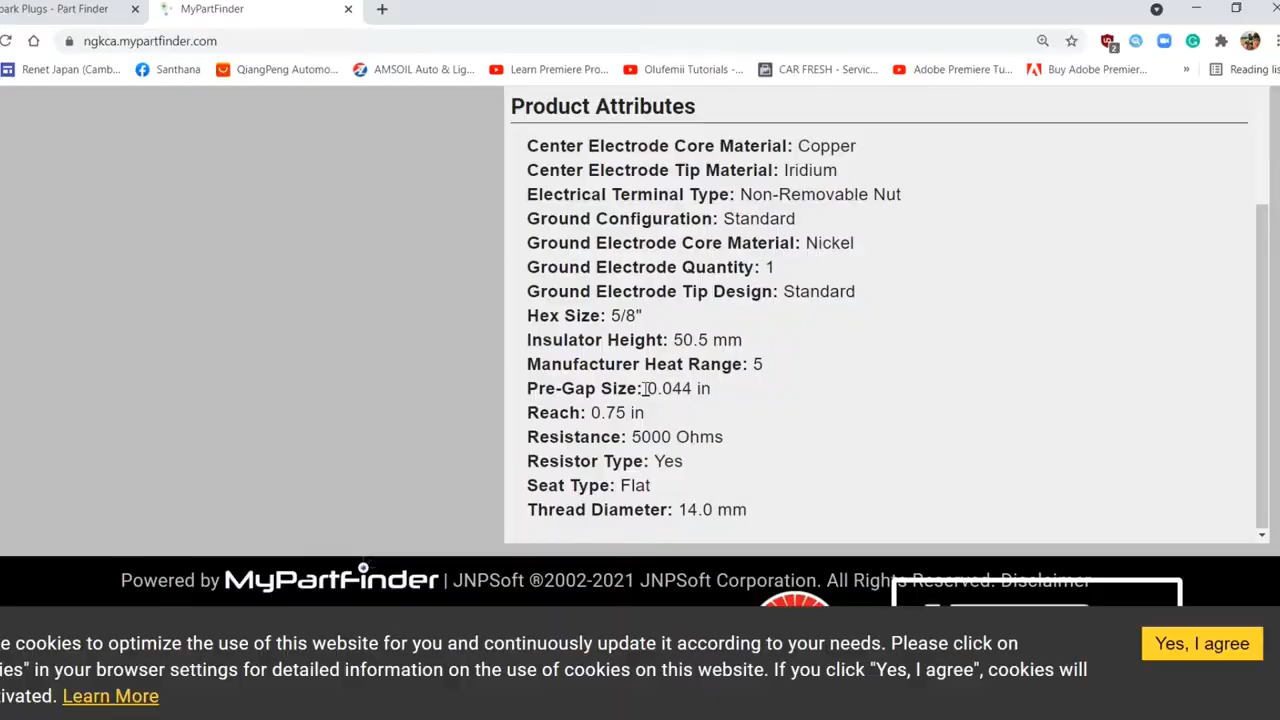 park Plugs - Part Finder
MyPartFinder
ngkca.mypartfinder.com
2
Renet Japan (Camb...
Santhana
QiangPeng Automo...
AMSOIL Auto & Lig...
Learn Premiere Pro...
Olufemii Tutorials -...
CAR FRESH - Servic...
Adobe Premiere Tu...
Buy Adobe Premier...
»
Reading lis
Product Attributes
Center Electrode Core Material: Copper
Center Electrode Tip Material: Iridium
Electrical Terminal Type: Non-Removable Nut
Ground Configuration: Standard
Ground Electrode Core Material: Nickel
Ground Electrode Quantity: 1
Ground Electrode Tip Design: Standard
Hex Size: 5/8"
Insulator Height: 50.5 mm
Manufacturer Heat Range: 5
Pre-Gap Size: 0.044 in
Reach: 0.75 in
Resistance: 5000 Ohms
Resistor Type: Yes
Seat Type: Flat
Thread Diameter: 14.0 mm
Powered by MyPartFinder | JNPSoft ®2002-2021 JNPSoft Corporation. All Rights Reserved. Disclaimer
e cookies to optimize the use of this website for you and continuously update it according to your needs. Please click on
ies" in your browser settings for detailed information on the use of cookies on this website. If you click "Yes, I agree", cookies will
tivated. Learn More
Yes, I agree